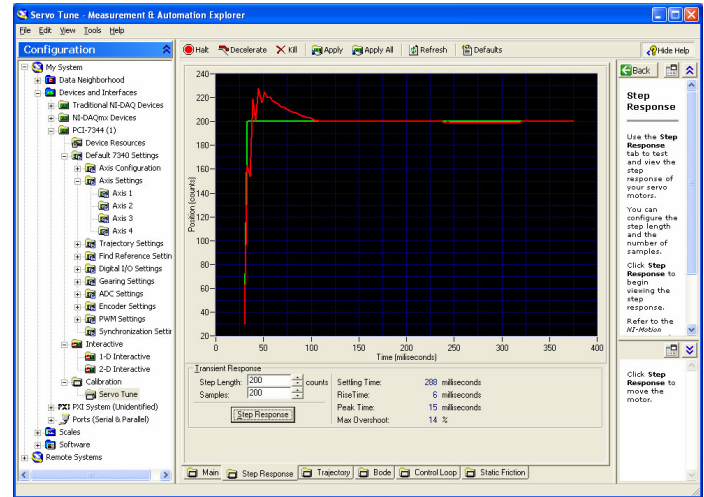 Servo Tune - Measurement & Automation Explorer
File Edit View Tools Help
Configuration
Halt Decelerate Kill Apply Apply All Refresh Defaults Hide Help
My System
Data Neighborhood
Devices and Interfaces
Traditional NI-DAQ Devices
NI-DAQmx Devices
PCI-7344 (1)
Device Resources
Default 7340 Settings
Axis Configuration
Axis Settings
Axis 1
Axis 2
Axis 3
Axis 4
Trajectory Settings
Find Reference Settin
Digital I/O Settings
Gearing Settings
ADC Settings
Encoder Settings
PWM Settings
Synchronization Settir
Interactive
1-D Interactive
2-D Interactive
Calibration
Servo Tune
PXI PXI System (Unidentified)
Ports (Serial & Parallel)
Scales
Software
Remote Systems
240
220
200
180
160
140
120
100
80
60
40
20
Position (counts)
0 50 100 150 200 250 300 350 400
Time (miliseconds)
Transient Response
Step Length: 200 counts
Samples: 200
Step Response
Settling Time: 288 milliseconds
RiseTime: 6 milliseconds
Peak Time: 15 milliseconds
Max Overshoot: 14 %
Main Step Response Trajectory Bode Control Loop Static Friction
Back
Step
Response
Use the Step
Response
tab to test
and view the
step
response of
your servo
motors.
You can
configure the
step length
and the
number of
samples.
Click Step
Response to
begin
viewing the
step
response.
Refer to the
NI-Motion
Click Step
Response to
move the
motor.